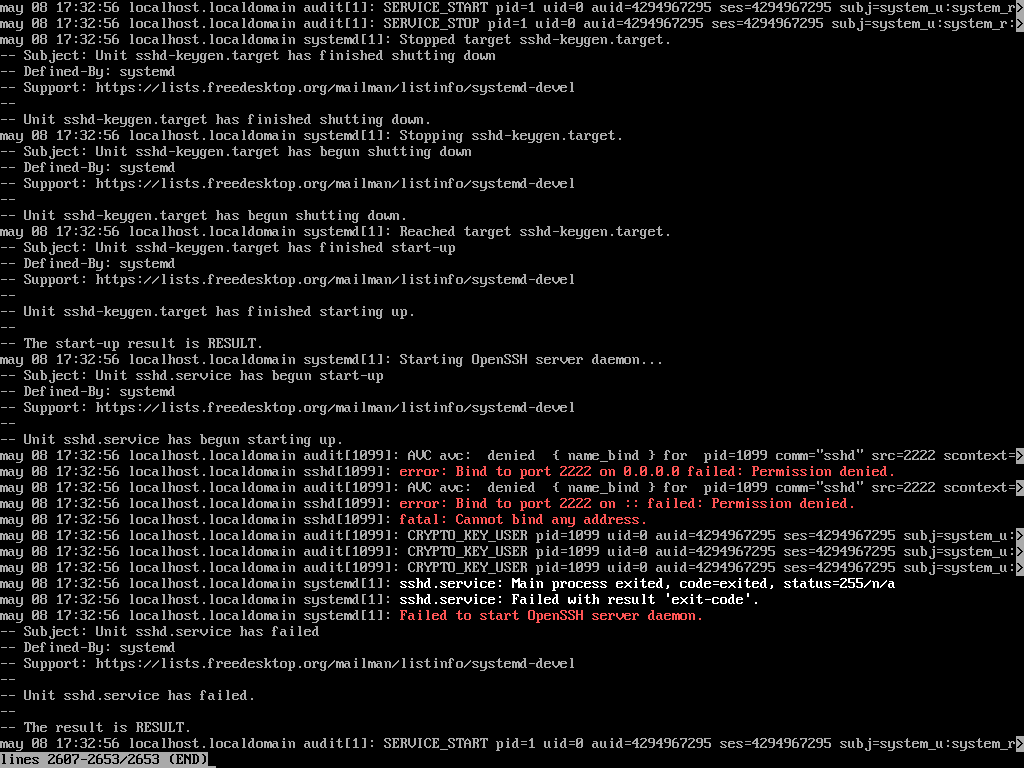 may 08 17:32:56 localhost.localdomain audit[1]: SERVICE_START pid=1 uid=0 auid=4294967295 ses=4294967295 subj=system_u:system_r>
may 08 17:32:56 localhost.localdomain audit[1]: SERVICE_STOP pid=1 uid=0 auid=4294967295 ses=4294967295 subj=system_u:system_r:>
may 08 17:32:56 localhost.localdomain systemd[1]: Stopped target sshd-keygen.target.
-- Subject: Unit sshd-keygen.target has finished shutting down
-- Defined-By: systemd
-- Support: https://lists.freedesktop.org/mailman/listinfo/systemd-devel
--
-- Unit sshd-keygen.target has finished shutting down.
may 08 17:32:56 localhost.localdomain systemd[1]: Stopping sshd-keygen.target.
-- Subject: Unit sshd-keygen.target has begun shutting down
-- Defined-By: systemd
-- Support: https://lists.freedesktop.org/mailman/listinfo/systemd-devel
--
-- Unit sshd-keygen.target has begun shutting down.
may 08 17:32:56 localhost.localdomain systemd[1]: Reached target sshd-keygen.target.
-- Subject: Unit sshd-keygen.target has finished start-up
-- Defined-By: systemd
-- Support: https://lists.freedesktop.org/mailman/listinfo/systemd-devel
--
-- Unit sshd-keygen.target has finished starting up.
--
-- The start-up result is RESULT.
may 08 17:32:56 localhost.localdomain systemd[1]: Starting OpenSSH server daemon...
-- Subject: Unit sshd.service has begun start-up
-- Defined-By: systemd
-- Support: https://lists.freedesktop.org/mailman/listinfo/systemd-devel
--
-- Unit sshd.service has begun starting up.
may 08 17:32:56 localhost.localdomain audit[1099]: AVC avc:  denied  { name_bind } for  pid=1099 comm="sshd" src=2222 scontext=>
may 08 17:32:56 localhost.localdomain sshd[1099]: error: Bind to port 2222 on 0.0.0.0 failed: Permission denied.
may 08 17:32:56 localhost.localdomain audit[1099]: AVC avc:  denied  { name_bind } for  pid=1099 comm="sshd" src=2222 scontext=>
may 08 17:32:56 localhost.localdomain sshd[1099]: error: Bind to port 2222 on :: failed: Permission denied.
may 08 17:32:56 localhost.localdomain sshd[1099]: fatal: Cannot bind any address.
may 08 17:32:56 localhost.localdomain audit[1099]: CRYPTO_KEY_USER pid=1099 uid=0 auid=4294967295 ses=4294967295 subj=system_u:>
may 08 17:32:56 localhost.localdomain audit[1099]: CRYPTO_KEY_USER pid=1099 uid=0 auid=4294967295 ses=4294967295 subj=system_u:>
may 08 17:32:56 localhost.localdomain audit[1099]: CRYPTO_KEY_USER pid=1099 uid=0 auid=4294967295 ses=4294967295 subj=system_u:>
may 08 17:32:56 localhost.localdomain systemd[1]: sshd.service: Main process exited, code=exited, status=255/n/a
may 08 17:32:56 localhost.localdomain systemd[1]: sshd.service: Failed with result 'exit-code'.
may 08 17:32:56 localhost.localdomain systemd[1]: Failed to start OpenSSH server daemon.
-- Subject: Unit sshd.service has failed
-- Defined-By: systemd
-- Support: https://lists.freedesktop.org/mailman/listinfo/systemd-devel
--
-- Unit sshd.service has failed.
--
-- The result is RESULT.
may 08 17:32:56 localhost.localdomain audit[1]: SERVICE_START pid=1 uid=0 auid=4294967295 ses=4294967295 subj=system_u:system_r>
lines 2607-2653/2653 (END)